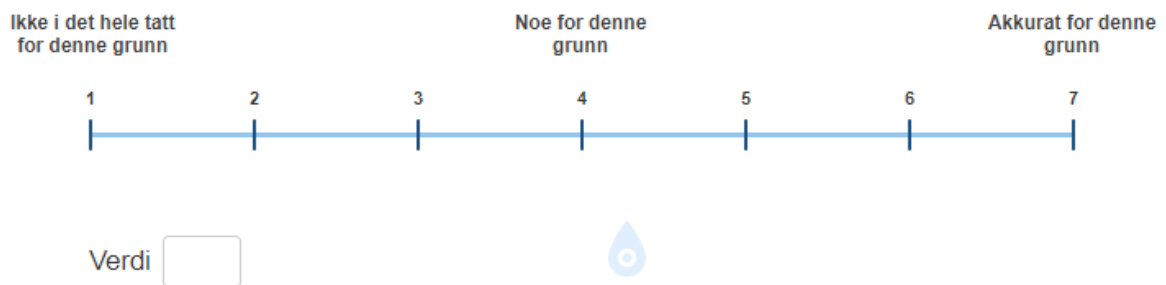 Ikke i det hele tatt
for denne grunn
Noe for denne
grunn
Akkurat for denne
grunn
1 2 3 4 5 6 7
Verdi